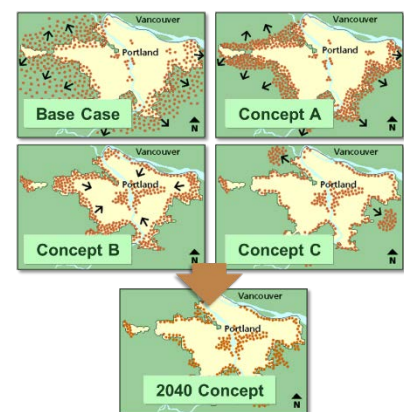 Vancouver
Portland
Base Case
N
Vancouver
Portland
Concept A
N
Vancouver
Portland
Concept B
N
Vancouver
Portland
Concept C
N
Vancouver
Portland
2040 Concept
N